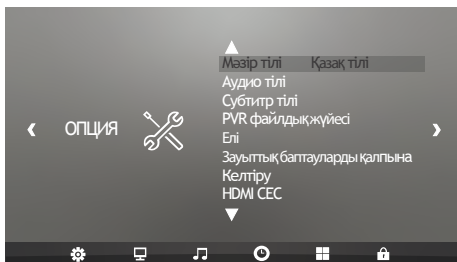 Мәзір тілі Қазақ тілі
Аудио тілі
Субтитр тілі
PVR файлдық жүйесі
ОПЦИЯ
Елі
Зауыттық баптауларды қалпына
Келтіру
HDMI CEC